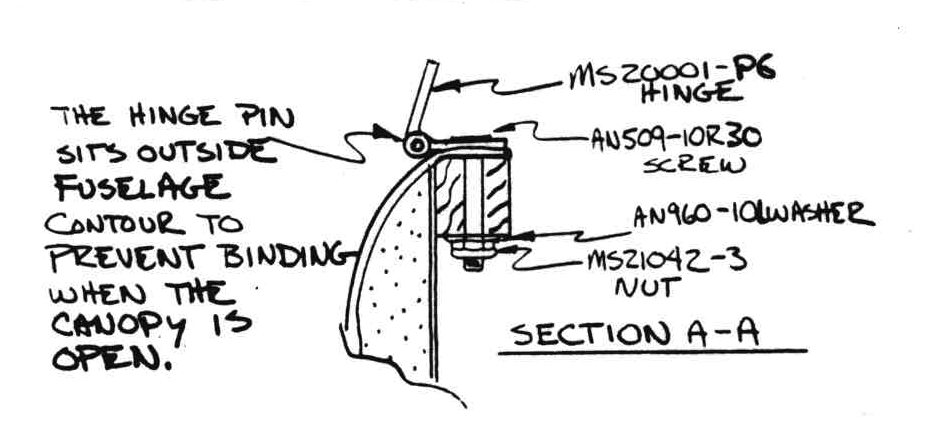 THE HINGE PIN
SITS OUTSIDE
FUSELAGE
CONTOUR TO
PREVENT BINDING
WHEN THE
CANOPY IS
OPEN.
MS20001-P6
HINGE
AN509-10R30
SCREW
AN960-10L WASHER
MS21042-3
NUT
SECTION A-A